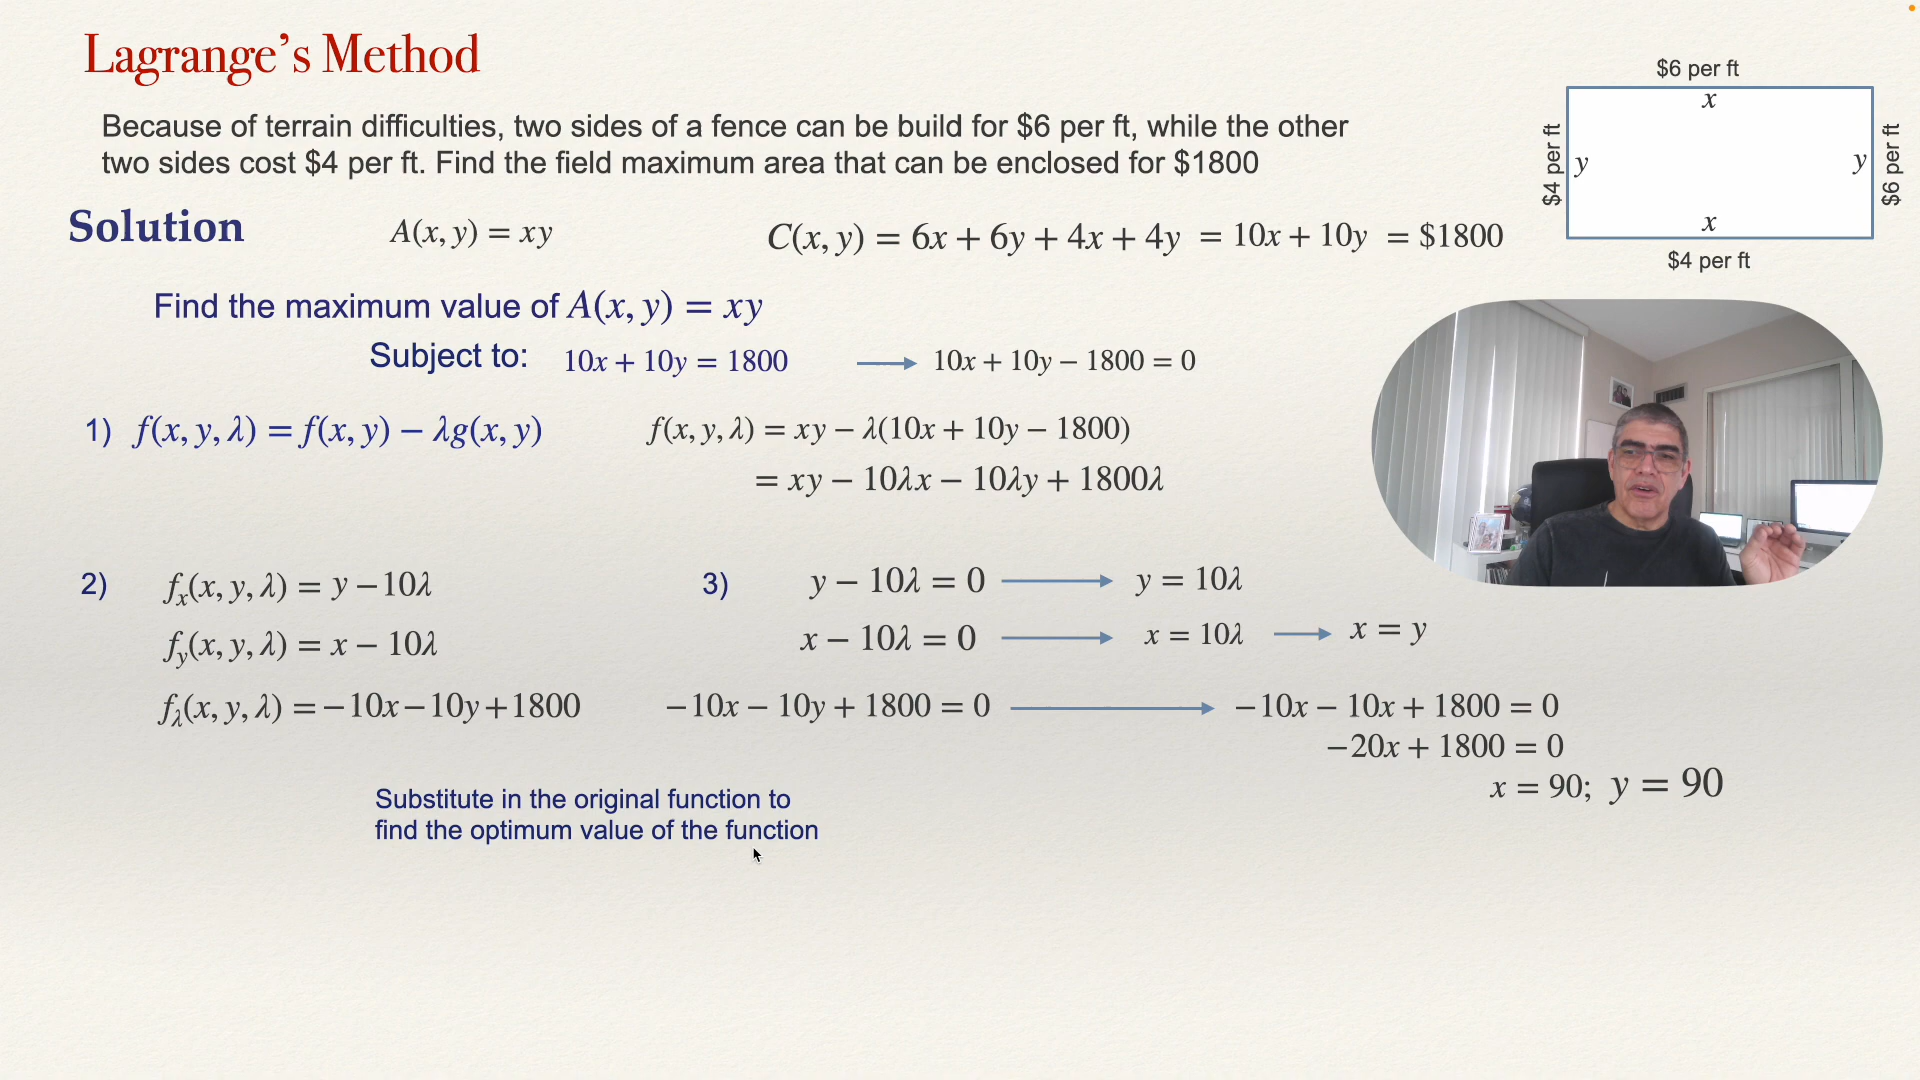 Lagrange’s Method
Because of terrain difficulties, two sides of a fence can be build for $6 per ft, while the other
two sides cost $4 per ft. Find the field maximum area that can be enclosed for $1800
$6 per ft
x
$4 per ft
y
y
$6 per ft
x
$4 per ft
Solution
A(x, y) = xy
C(x, y) = 6x + 6y + 4x + 4y = 10x + 10y = $1800
Find the maximum value of A(x, y) = xy
Subject to: 10x + 10y = 1800 → 10x + 10y − 1800 = 0
1) f(x, y, λ) = f(x, y) − λg(x, y)
f(x, y, λ) = xy − λ(10x + 10y − 1800)
= xy − 10λx − 10λy + 1800λ
2) fₓ(x, y, λ) = y − 10λ
f_y(x, y, λ) = x − 10λ
f_λ(x, y, λ) = −10x − 10y + 1800
3) y − 10λ = 0 → y = 10λ
x − 10λ = 0 → x = 10λ → x = y
−10x − 10y + 1800 = 0 → −10x − 10x + 1800 = 0
−20x + 1800 = 0
x = 90; y = 90
Substitute in the original function to
find the optimum value of the function